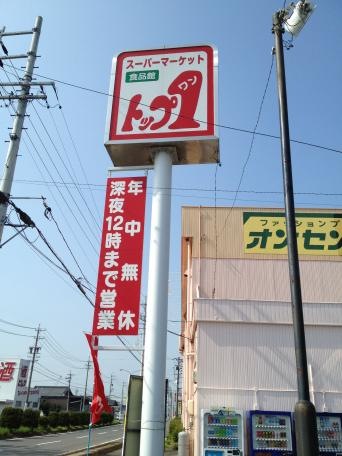 スーパーマーケット
食品館
トップ1
ワン
年中無休
深夜12時まで営業
ファッションプ
オンセン
酒